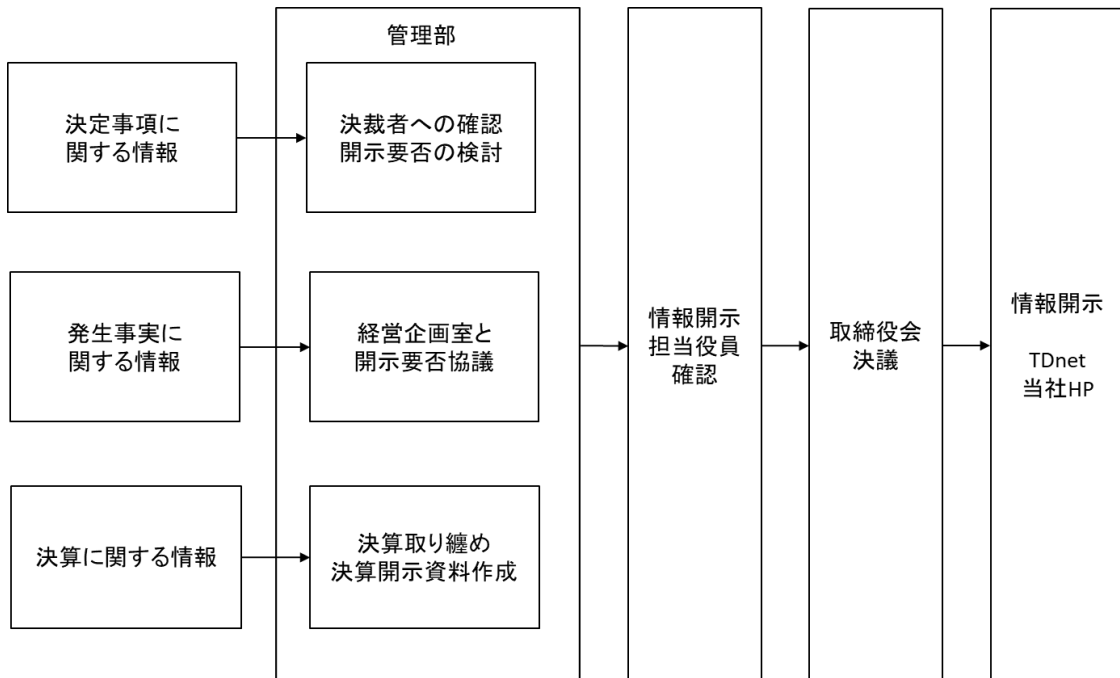 管理部
決定事項に
関する情報
決裁者への確認
開示要否の検討
発生事実に
関する情報
経営企画室と
開示要否協議
決算に関する情報
決算取り纏め
決算開示資料作成
情報開示
担当役員
確認
取締役会
決議
情報開示
TDnet
当社HP